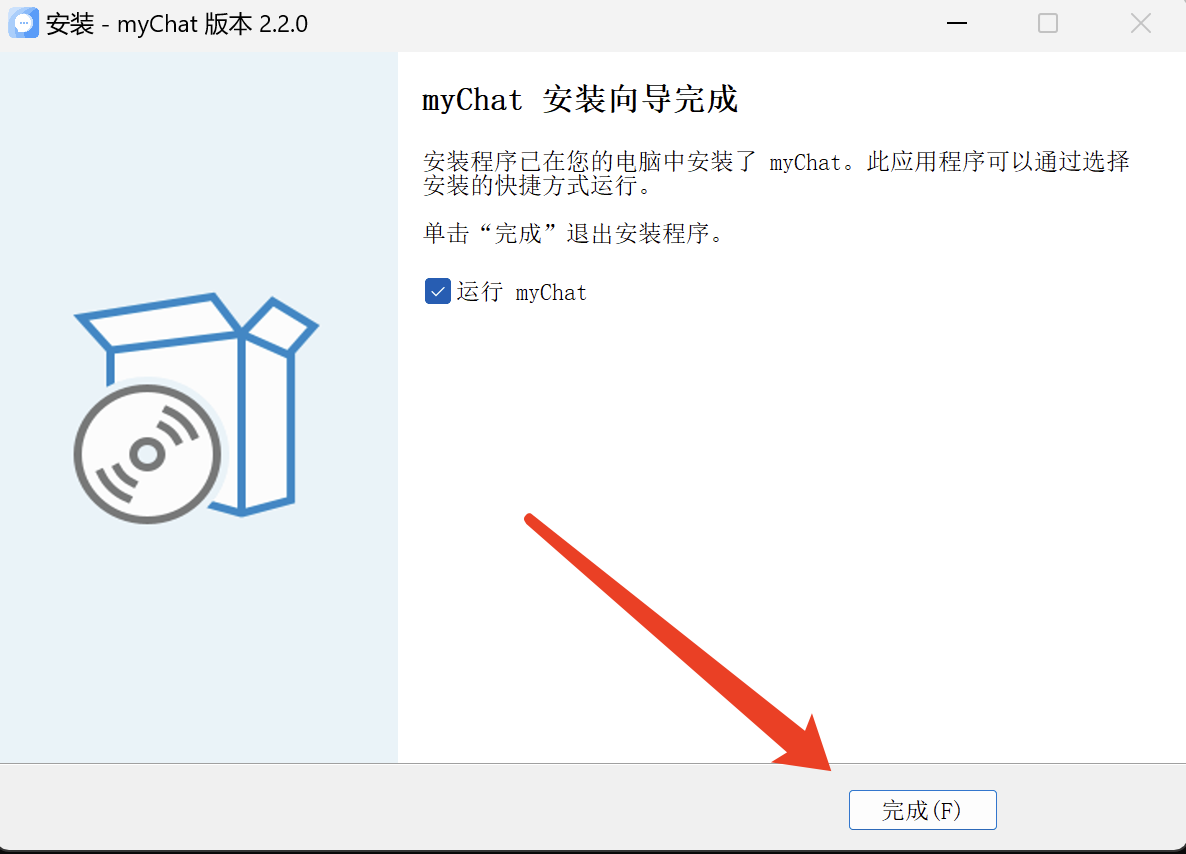 安装 - myChat 版本 2.2.0
myChat 安装向导完成
安装程序已在您的电脑中安装了 myChat。此应用程序可以通过选择
安装的快捷方式运行。
单击“完成”退出安装程序。
运行 myChat
完成(F)